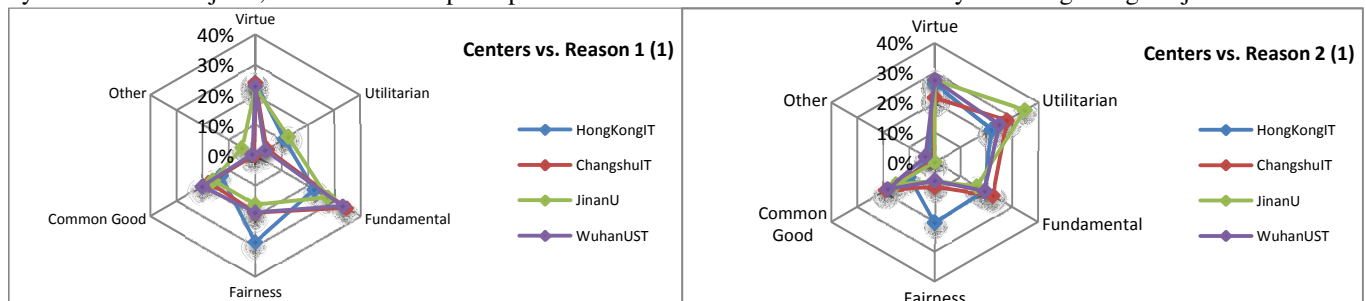 Virtue
40%
30%
20%
10%
0%
Centers vs. Reason 1 (1)
Other
Utilitarian
Common Good
Fundamental
Fairness
HongKongIT
ChangshuIT
JinanU
WuhanUST
Virtue
40%
30%
20%
10%
0%
Centers vs. Reason 2 (1)
Other
Utilitarian
Common
Good
Fundamental
Fairness
HongKongIT
ChangshuIT
JinanU
WuhanUST